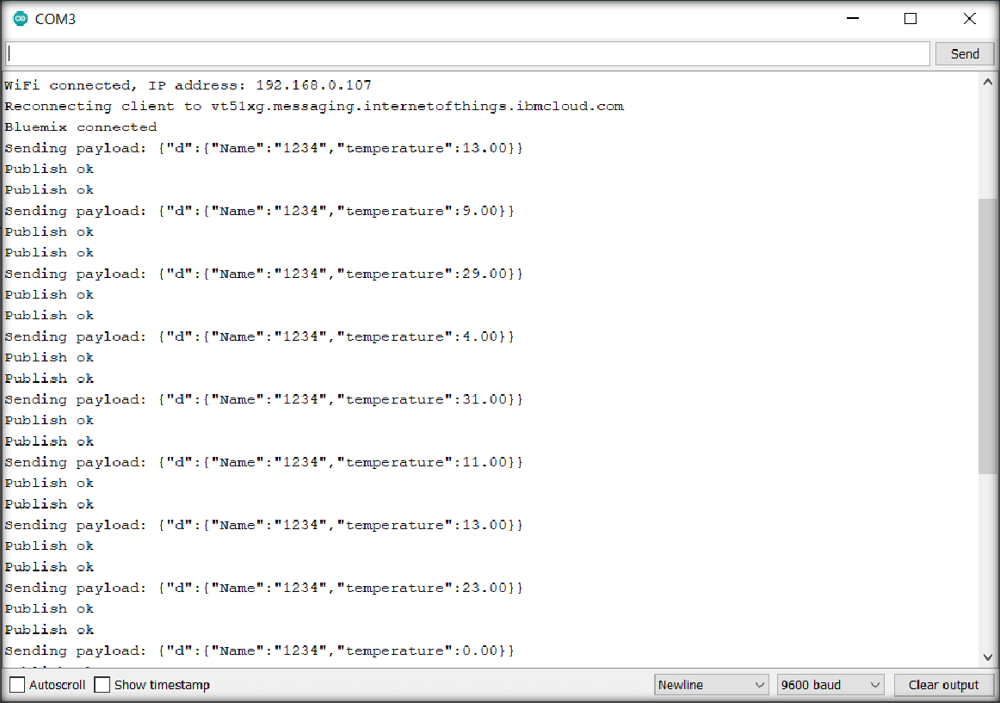 COM3
Send
WiFi connected, IP address: 192.168.0.107
Reconnecting client to vt51xg.messaging.internetofthings.ibmcloud.com
Bluemix connected
Sending payload: {"d":{"Name":"1234","temperature":13.00}}
Publish ok
Publish ok
Sending payload: {"d":{"Name":"1234","temperature":9.00}}
Publish ok
Publish ok
Sending payload: {"d":{"Name":"1234","temperature":29.00}}
Publish ok
Publish ok
Sending payload: {"d":{"Name":"1234","temperature":4.00}}
Publish ok
Publish ok
Sending payload: {"d":{"Name":"1234","temperature":31.00}}
Publish ok
Publish ok
Sending payload: {"d":{"Name":"1234","temperature":11.00}}
Publish ok
Publish ok
Sending payload: {"d":{"Name":"1234","temperature":13.00}}
Publish ok
Publish ok
Sending payload: {"d":{"Name":"1234","temperature":23.00}}
Publish ok
Publish ok
Sending payload: {"d":{"Name":"1234","temperature":0.00}}
Autoscroll Show timestamp Newline 9600 baud Clear output